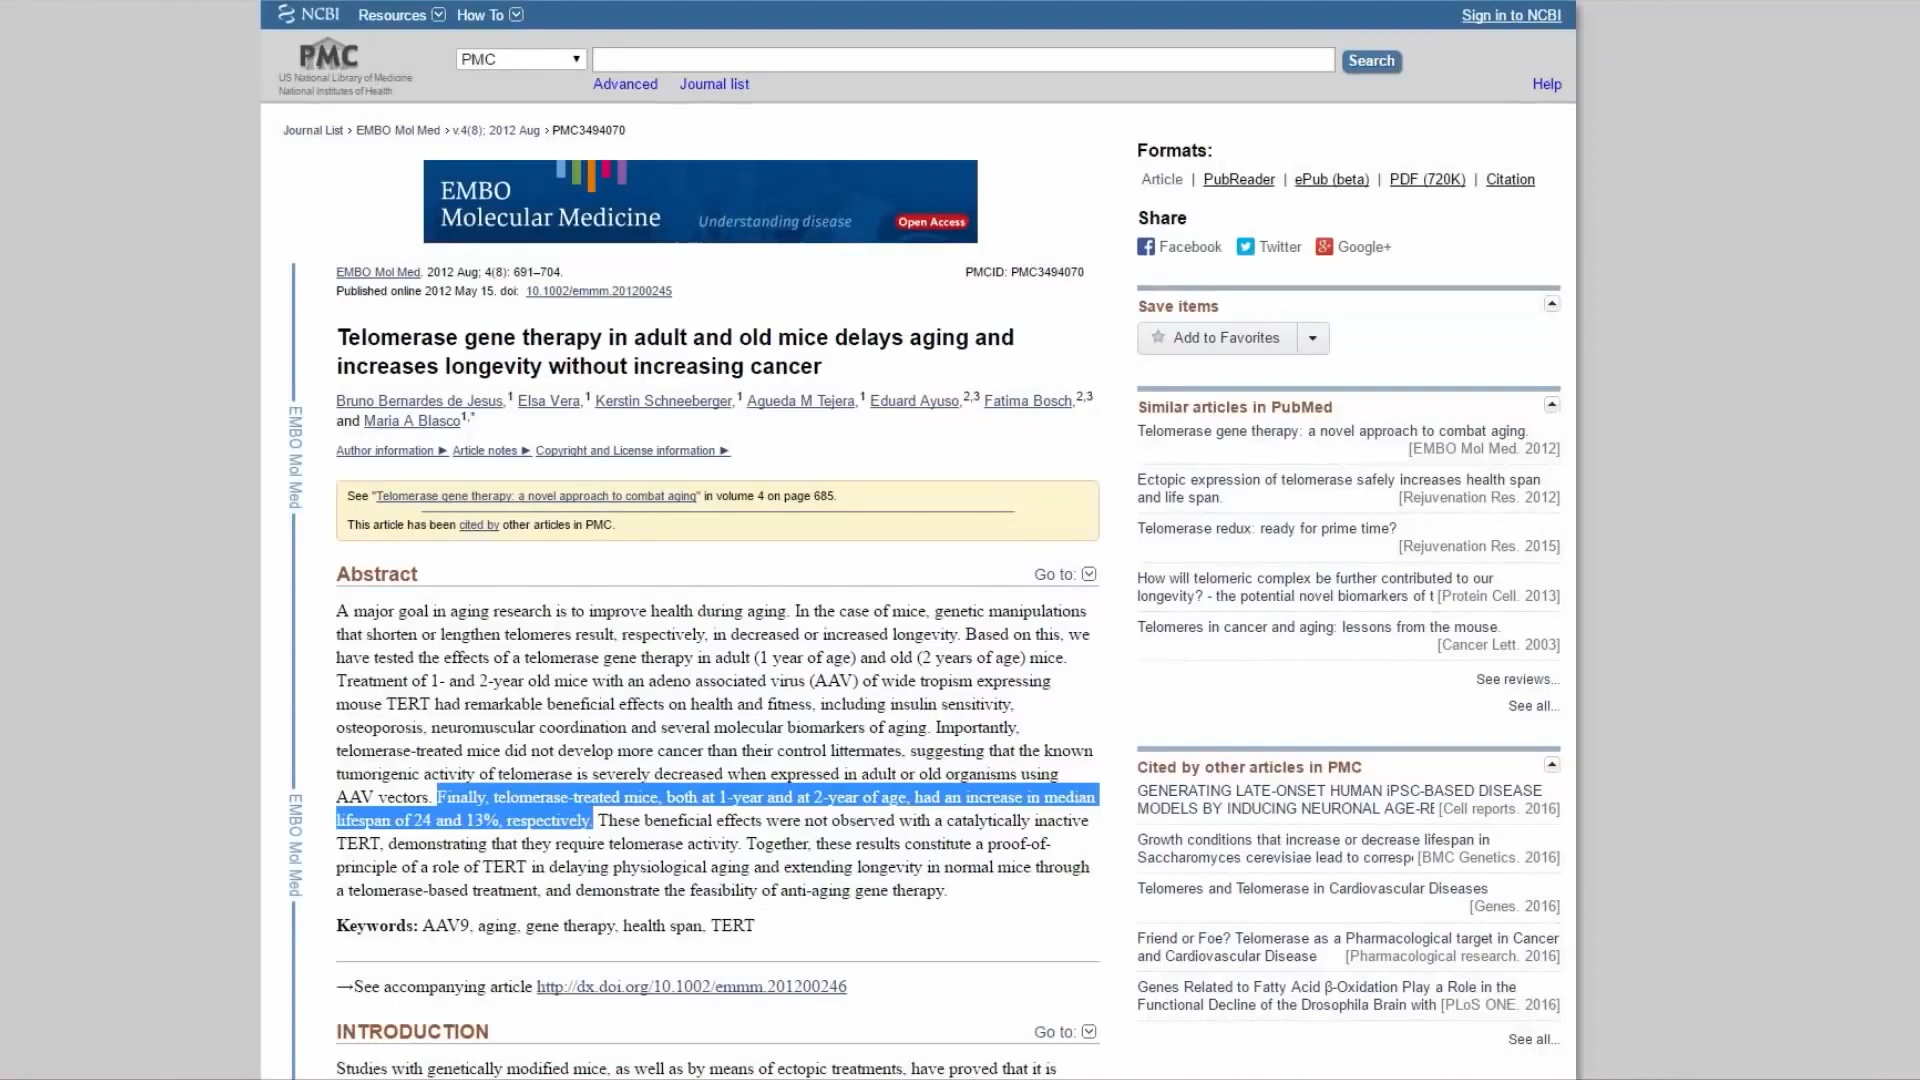 NCBI Resources How To Sign in to NCBI
PMC
US National Library of Medicine
National Institutes of Health
PMC Search
Advanced Journal list Help
Journal List > EMBO Mol Med > v.4(8); 2012 Aug > PMC3494070
EMBO
Molecular Medicine Understanding disease Open Access
EMBO Mol Med
EMBO Mol Med
EMBO Mol Med. 2012 Aug; 4(8): 691–704. PMCID: PMC3494070
Published online 2012 May 15. doi: 10.1002/emmm.201200245
Telomerase gene therapy in adult and old mice delays aging and
increases longevity without increasing cancer
Bruno Bernardes de Jesus,1 Elsa Vera,1 Kerstin Schneeberger,1 Agueda M Tejera,1 Eduard Ayuso,2,3 Fatima Bosch,2,3
and Maria A Blasco1,*
Author information ► Article notes ► Copyright and License information ►
See "Telomerase gene therapy: a novel approach to combat aging" in volume 4 on page 685.
This article has been cited by other articles in PMC.
Abstract Go to:
A major goal in aging research is to improve health during aging. In the case of mice, genetic manipulations
that shorten or lengthen telomeres result, respectively, in decreased or increased longevity. Based on this, we
have tested the effects of a telomerase gene therapy in adult (1 year of age) and old (2 years of age) mice.
Treatment of 1- and 2-year old mice with an adeno associated virus (AAV) of wide tropism expressing
mouse TERT had remarkable beneficial effects on health and fitness, including insulin sensitivity,
osteoporosis, neuromuscular coordination and several molecular biomarkers of aging. Importantly,
telomerase-treated mice did not develop more cancer than their control littermates, suggesting that the known
tumorigenic activity of telomerase is severely decreased when expressed in adult or old organisms using
AAV vectors. Finally, telomerase-treated mice, both at 1-year and at 2-year of age, had an increase in median
lifespan of 24 and 13%, respectively. These beneficial effects were not observed with a catalytically inactive
TERT, demonstrating that they require telomerase activity. Together, these results constitute a proof-of-
principle of a role of TERT in delaying physiological aging and extending longevity in normal mice through
a telomerase-based treatment, and demonstrate the feasibility of anti-aging gene therapy.
Keywords: AAV9, aging, gene therapy, health span, TERT
→See accompanying article http://dx.doi.org/10.1002/emmm.201200246
INTRODUCTION Go to:
Studies with genetically modified mice, as well as by means of ectopic treatments, have proved that it is
Formats:
Article | PubReader | ePub (beta) | PDF (720K) | Citation
Share
Facebook Twitter Google+
Save items
Add to Favorites
Similar articles in PubMed
Telomerase gene therapy: a novel approach to combat aging.
[EMBO Mol Med. 2012]
Ectopic expression of telomerase safely increases health span
and life span. [Rejuvenation Res. 2012]
Telomerase redux: ready for prime time?
[Rejuvenation Res. 2015]
How will telomeric complex be further contributed to our
longevity? - the potential novel biomarkers of t [Protein Cell. 2013]
Telomeres in cancer and aging: lessons from the mouse.
[Cancer Lett. 2003]
See reviews...
See all...
Cited by other articles in PMC
GENERATING LATE-ONSET HUMAN iPSC-BASED DISEASE
MODELS BY INDUCING NEURONAL AGE-RE [Cell reports. 2016]
Growth conditions that increase or decrease lifespan in
Saccharomyces cerevisiae lead to corresp [BMC Genetics. 2016]
Telomeres and Telomerase in Cardiovascular Diseases
[Genes. 2016]
Friend or Foe? Telomerase as a Pharmacological target in Cancer
and Cardiovascular Disease [Pharmacological research. 2016]
Genes Related to Fatty Acid β-Oxidation Play a Role in the
Functional Decline of the Drosophila Brain with [PLoS ONE. 2016]
See all...